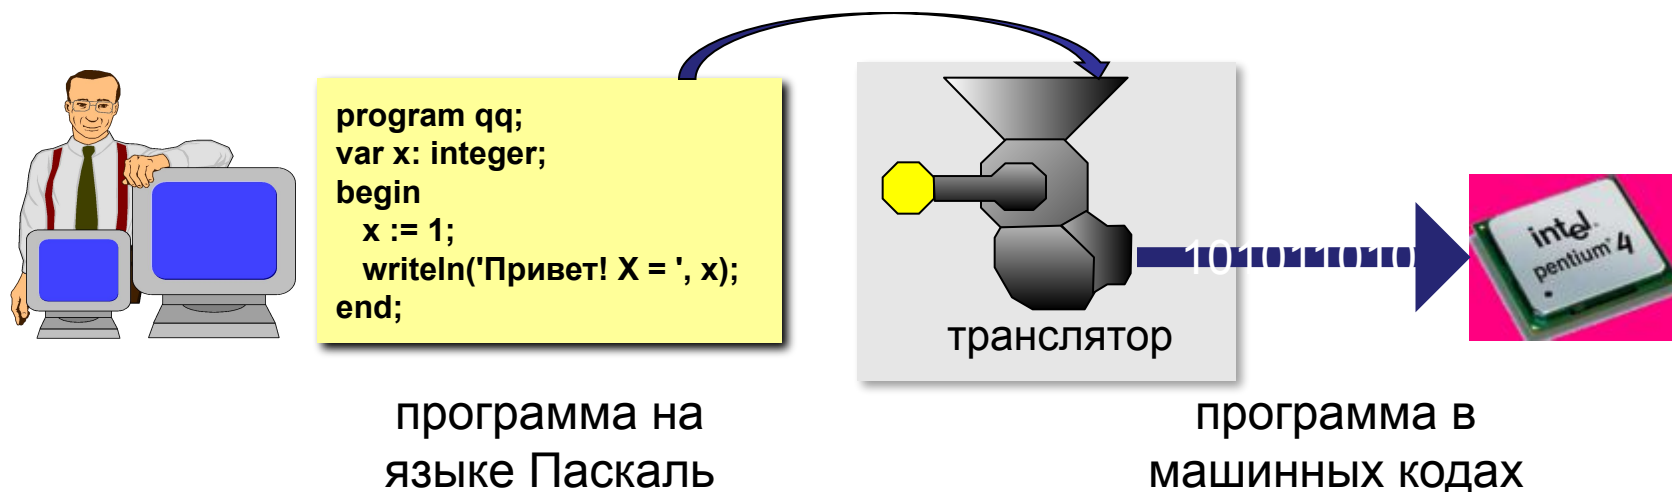 program qq;
var x: integer;
begin
x := 1;
writeln('Привет! X = ', x);
end;
транслятор
1010110101
intel
pentium 4
программа на
языке Паскаль
программа в
машинных кодах